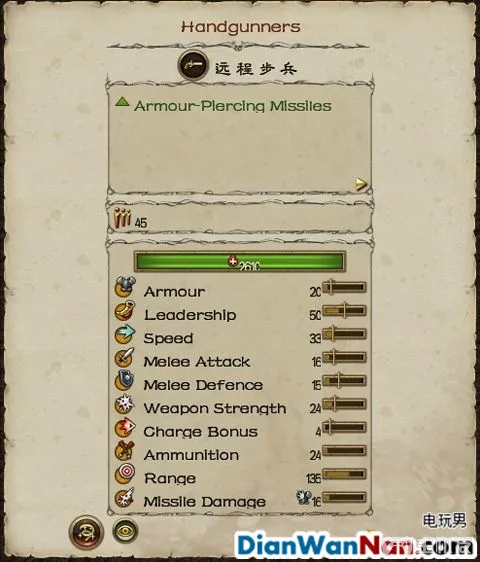 Handgunners
远程步兵
Armour-Piercing Missiles
45
2610
Armour 20
Leadership 50
Speed 33
Melee Attack 16
Melee Defence 15
Weapon Strength 24
Charge Bonus 4
Ammunition 24
Range 135
Missile Damage 16
电玩男
DianWanNan.com